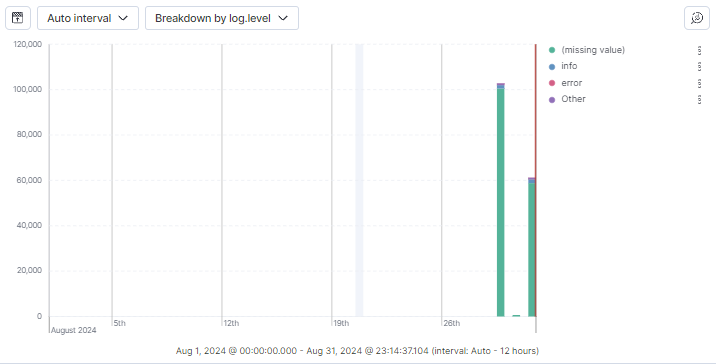 Auto interval
Breakdown by log.level
120,000
100,000
80,000
60,000
40,000
20,000
0
(missing value)
info
error
Other
5th
12th
19th
26th
August 2024
Aug 1, 2024 @ 00:00:00.000 - Aug 31, 2024 @ 23:14:37.104 (interval: Auto - 12 hours)